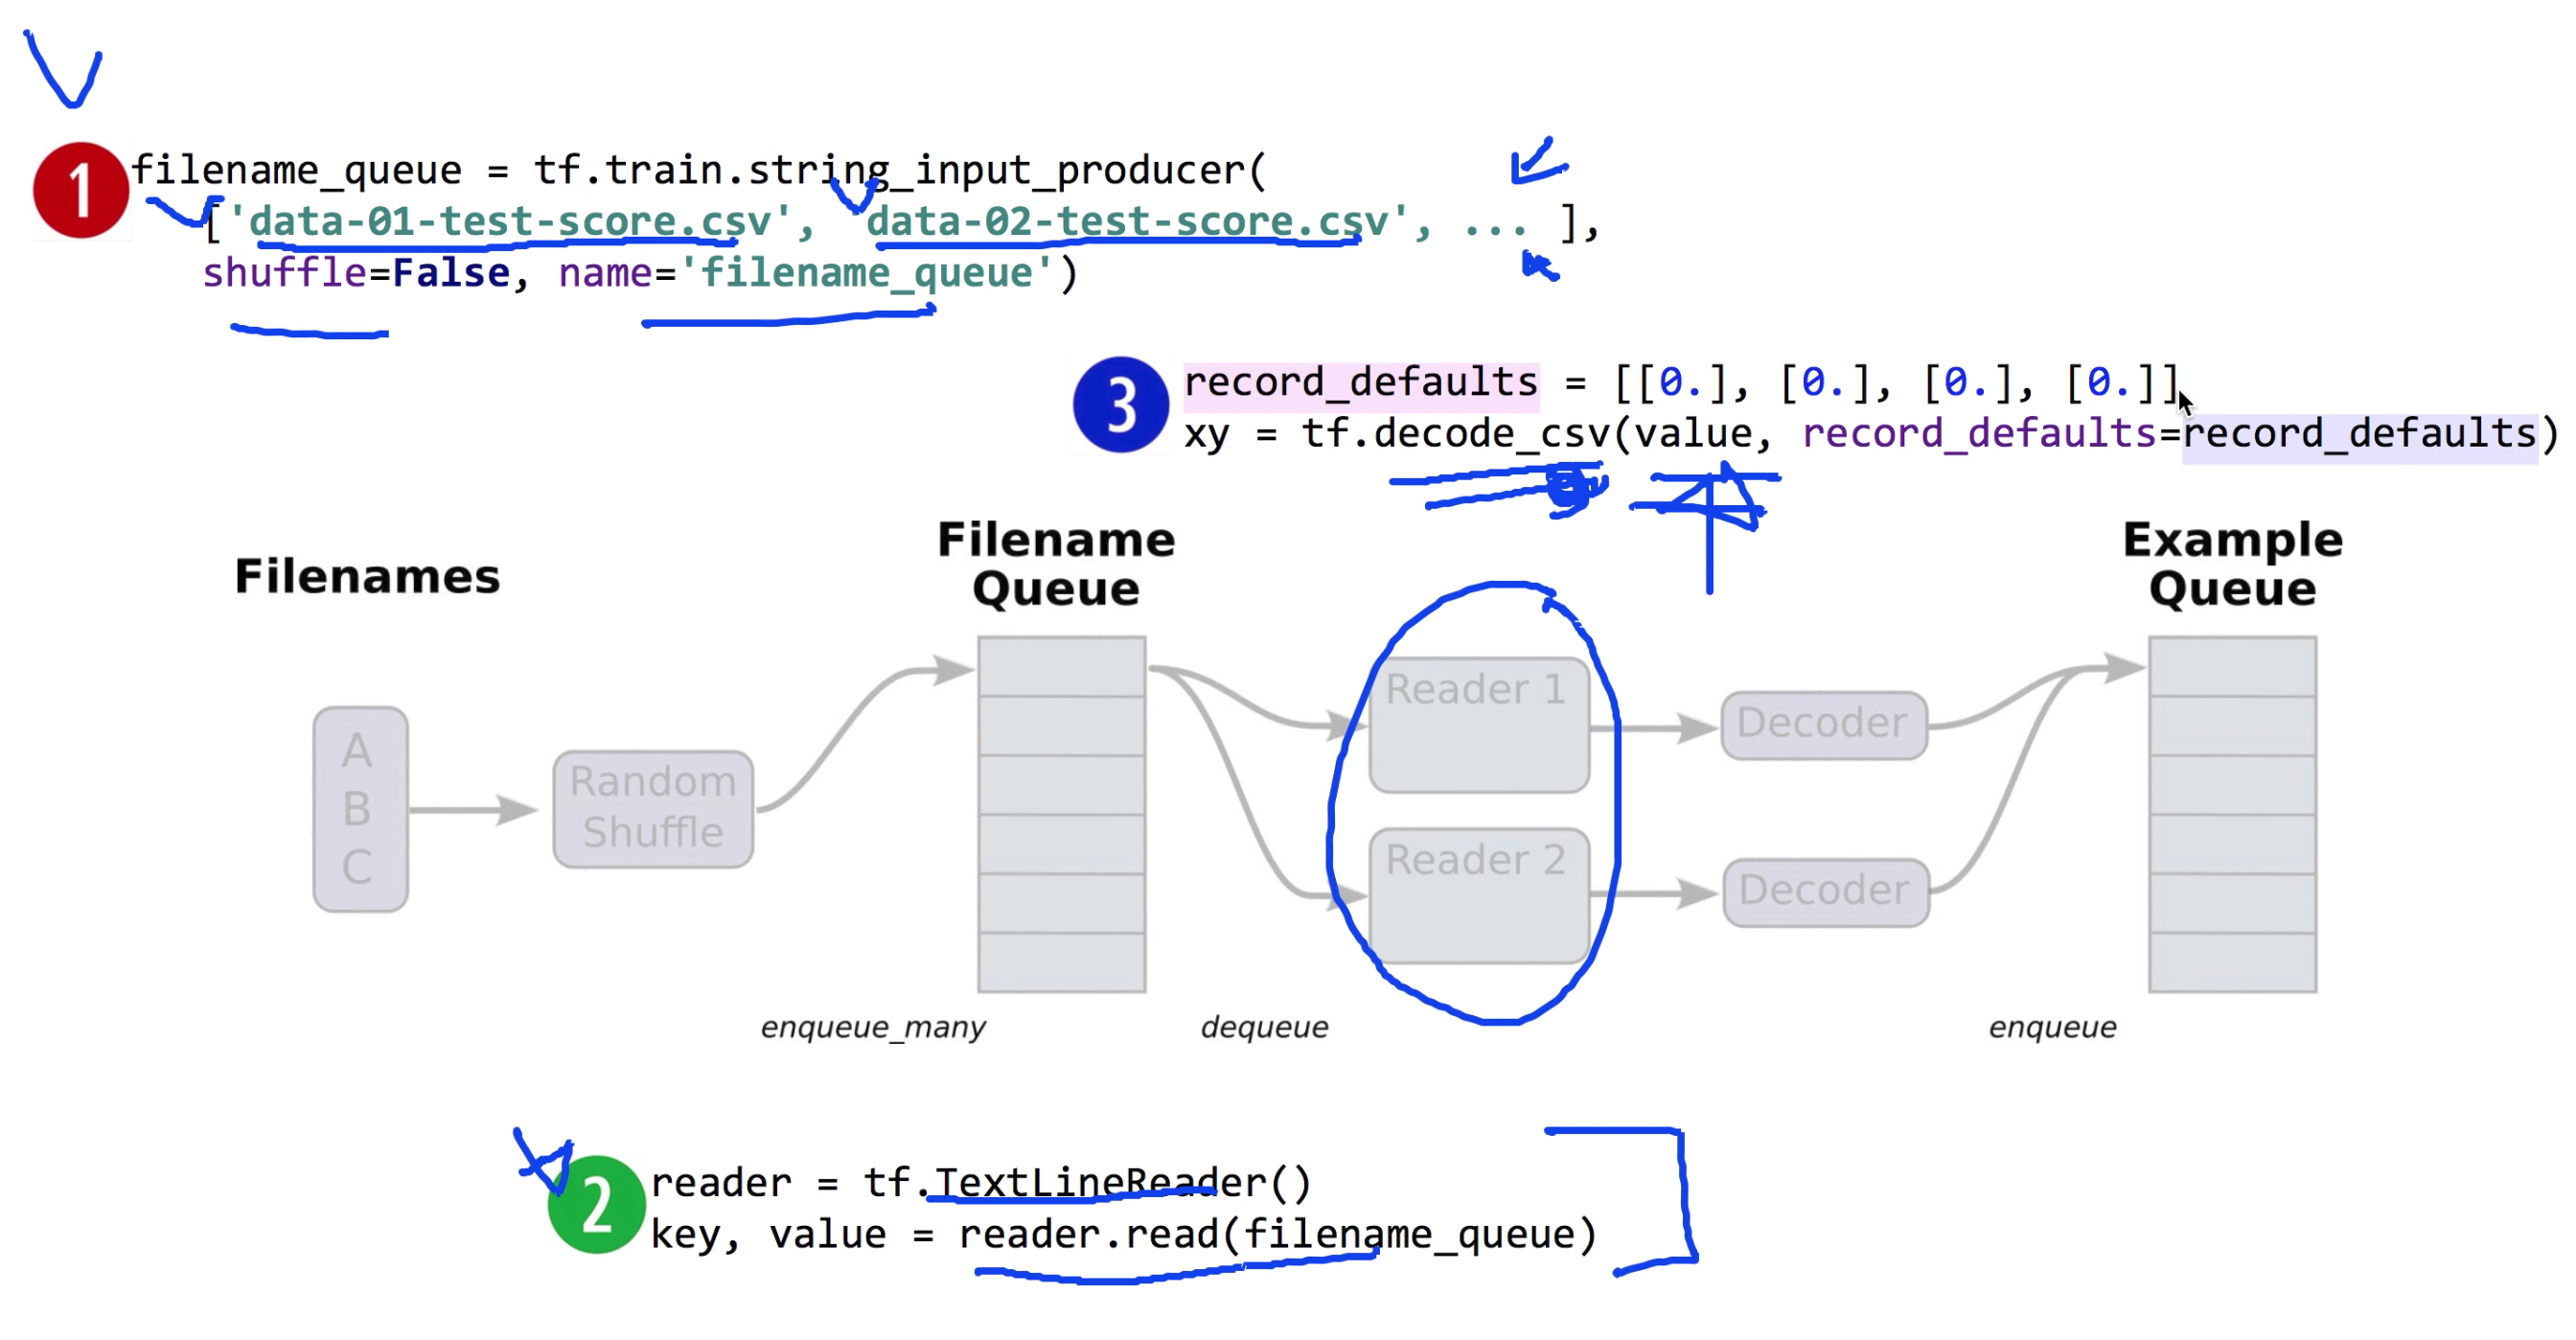 1
filename_queue = tf.train.string_input_producer(
['data-01-test-score.csv', 'data-02-test-score.csv', ... ],
shuffle=False, name='filename_queue')
3
record_defaults = [[0.], [0.], [0.], [0.]]
xy = tf.decode_csv(value, record_defaults=record_defaults)
Filenames
Filename
Queue
Example
Queue
A
B
C
Random
Shuffle
Reader 1
Reader 2
Decoder
Decoder
enqueue_many
dequeue
enqueue
2
reader = tf.TextLineReader()
key, value = reader.read(filename_queue)